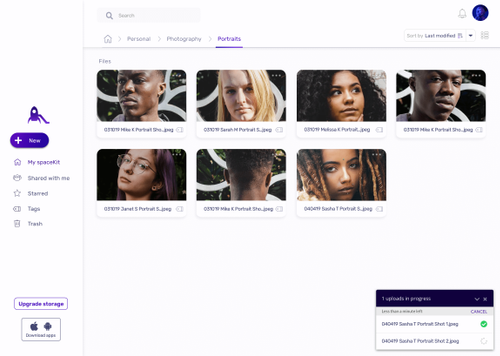 Search
Personal
Photography
Portraits
Sort by Last modified
Files
031019 Mike K Portrait Sho...jpeg
031019 Sarah M Portrait S...jpeg
031019 Melissa K Portrait...jpeg
031019 Mike K Portrait Sho...jpeg
New
My spaceKit
Shared with me
Starred
Tags
Trash
031019 Janet S Portrait S...jpeg
031019 Mike K Portrait Sho...jpeg
040419 Sasha T Portrait S...jpeg
Upgrade storage
Download apps
1 uploads in progress
Less than a minute left
CANCEL
040419 Sasha T Portrait Shot 1.jpeg
040419 Sasha T Portrait Shot 2.jpeg